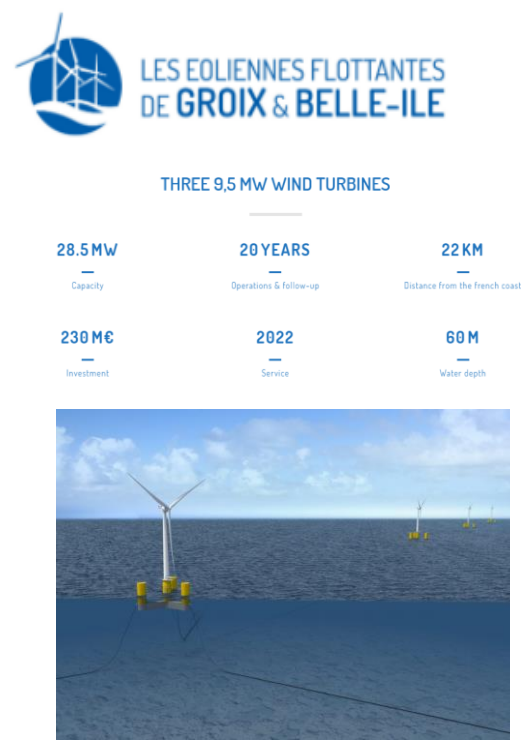 LES EOLIENNES FLOTTANTES
DE GROIX & BELLE-ILE
THREE 9,5 MW WIND TURBINES
28.5 MW
Capacity
20 YEARS
Operations & follow-up
22 KM
Distance from the french coast
230 M€
Investment
2022
Service
60 M
Water depth